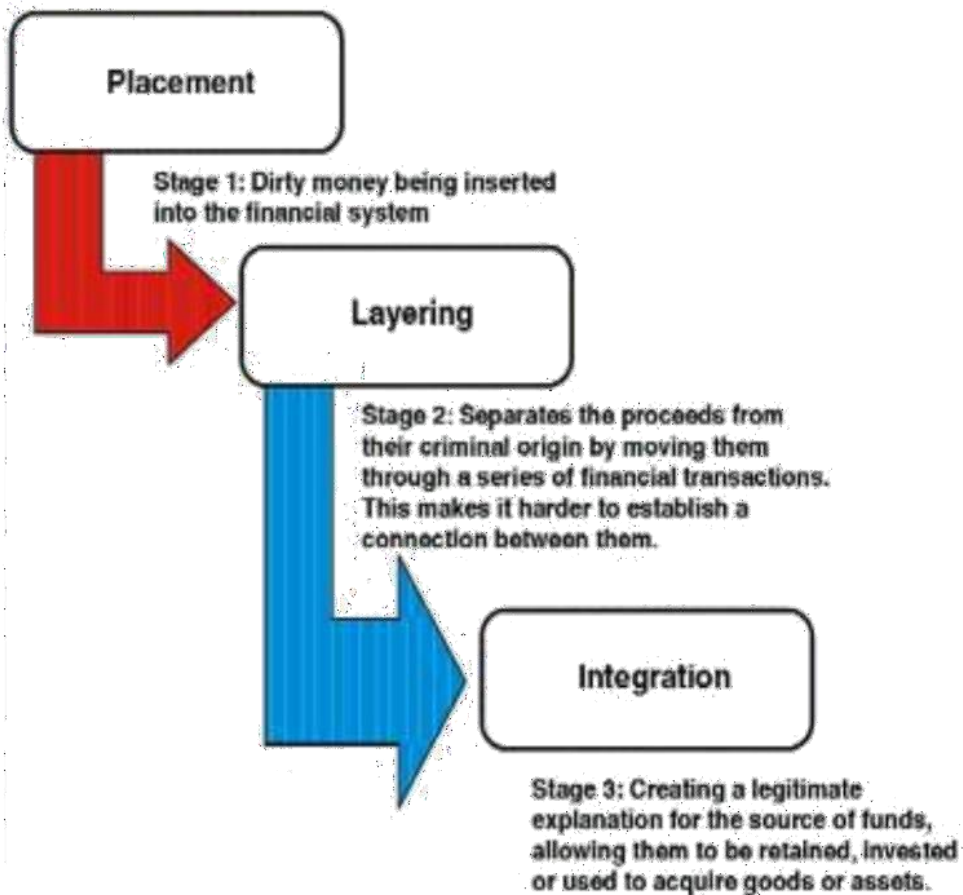 Placement
Stage 1: Dirty money being inserted
into the financial system
Layering
Stage 2: Separates the proceeds from
their criminal origin by moving them
through a series of financial transactions.
This makes it harder to establish a
connection between them.
Integration
Stage 3: Creating a legitimate
explanation for the source of funds,
allowing them to be retained, invested
or used to acquire goods or assets.